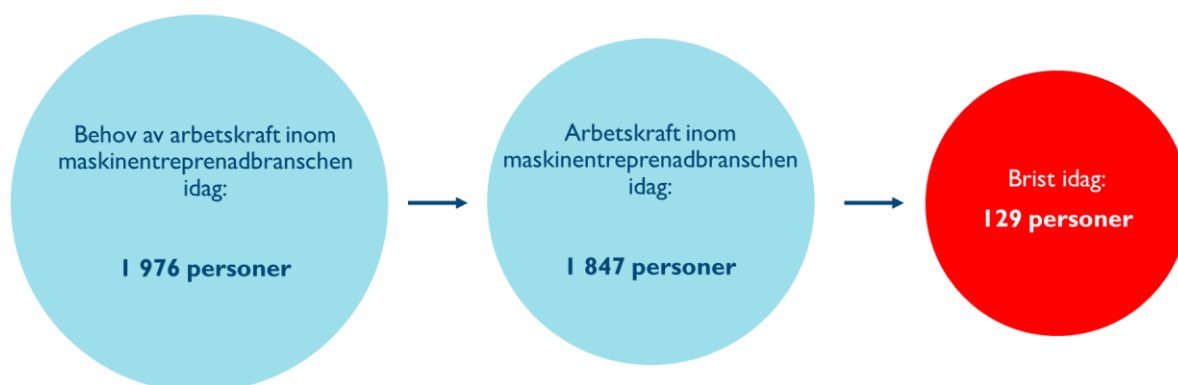 Behov av arbetskraft inom
maskinentreprenadbranschen
idag:
1 976 personer
Arbetskraft inom
maskinentreprenadbranschen
idag:
1 847 personer
Brist idag:
129 personer